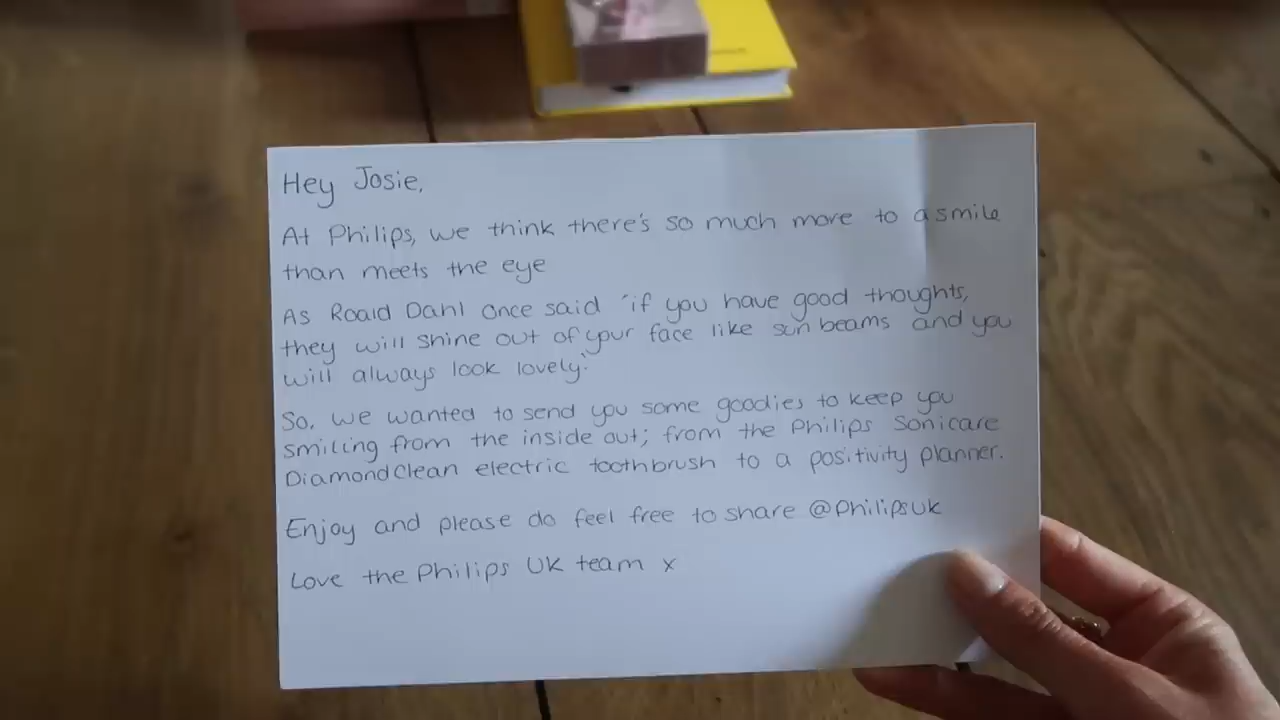 Hey Josie,
At Philips, we think there's so much more to a smile
than meets the eye
As Roald Dahl once said 'if you have good thoughts,
they will shine out of your face like sun beams and you
will always look lovely.'
So, we wanted to send you some goodies to keep you
smiling from the inside out; from the Philips Sonicare
DiamondClean electric toothbrush to a positivity planner.
Enjoy and please do feel free to share @PhilipsUK
Love the Philips UK team x